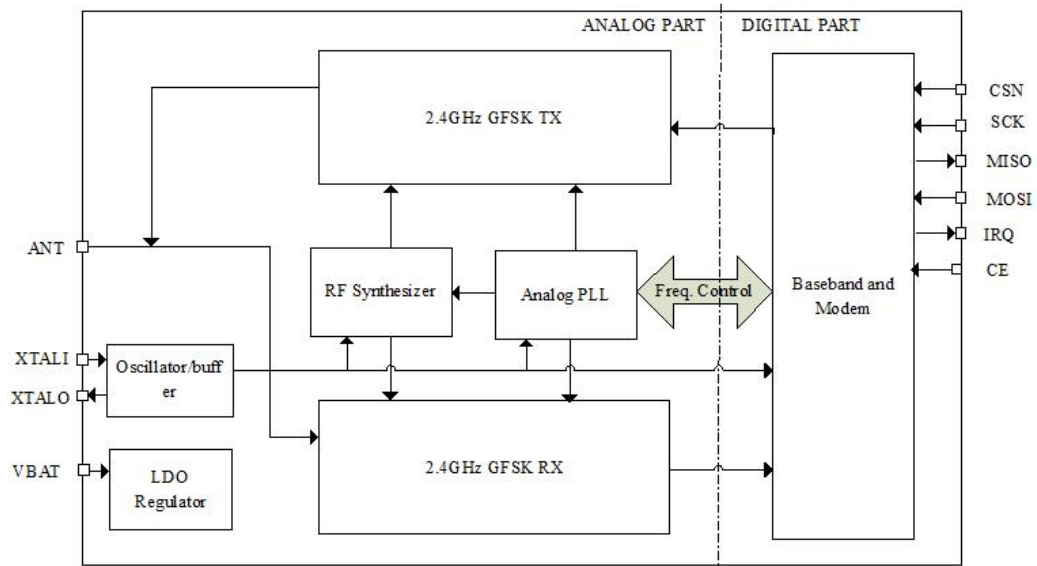 ANALOG PART
DIGITAL PART
2.4GHz GFSK TX
CSN
SCK
MISO
MOSI
IRQ
CE
ANT
RF Synthesizer
Analog PLL
Freq. Control
Baseband and
Modem
XTALI
XTALO
Oscillator/buff
er
VBAT
LDO
Regulator
2.4GHz GFSK RX